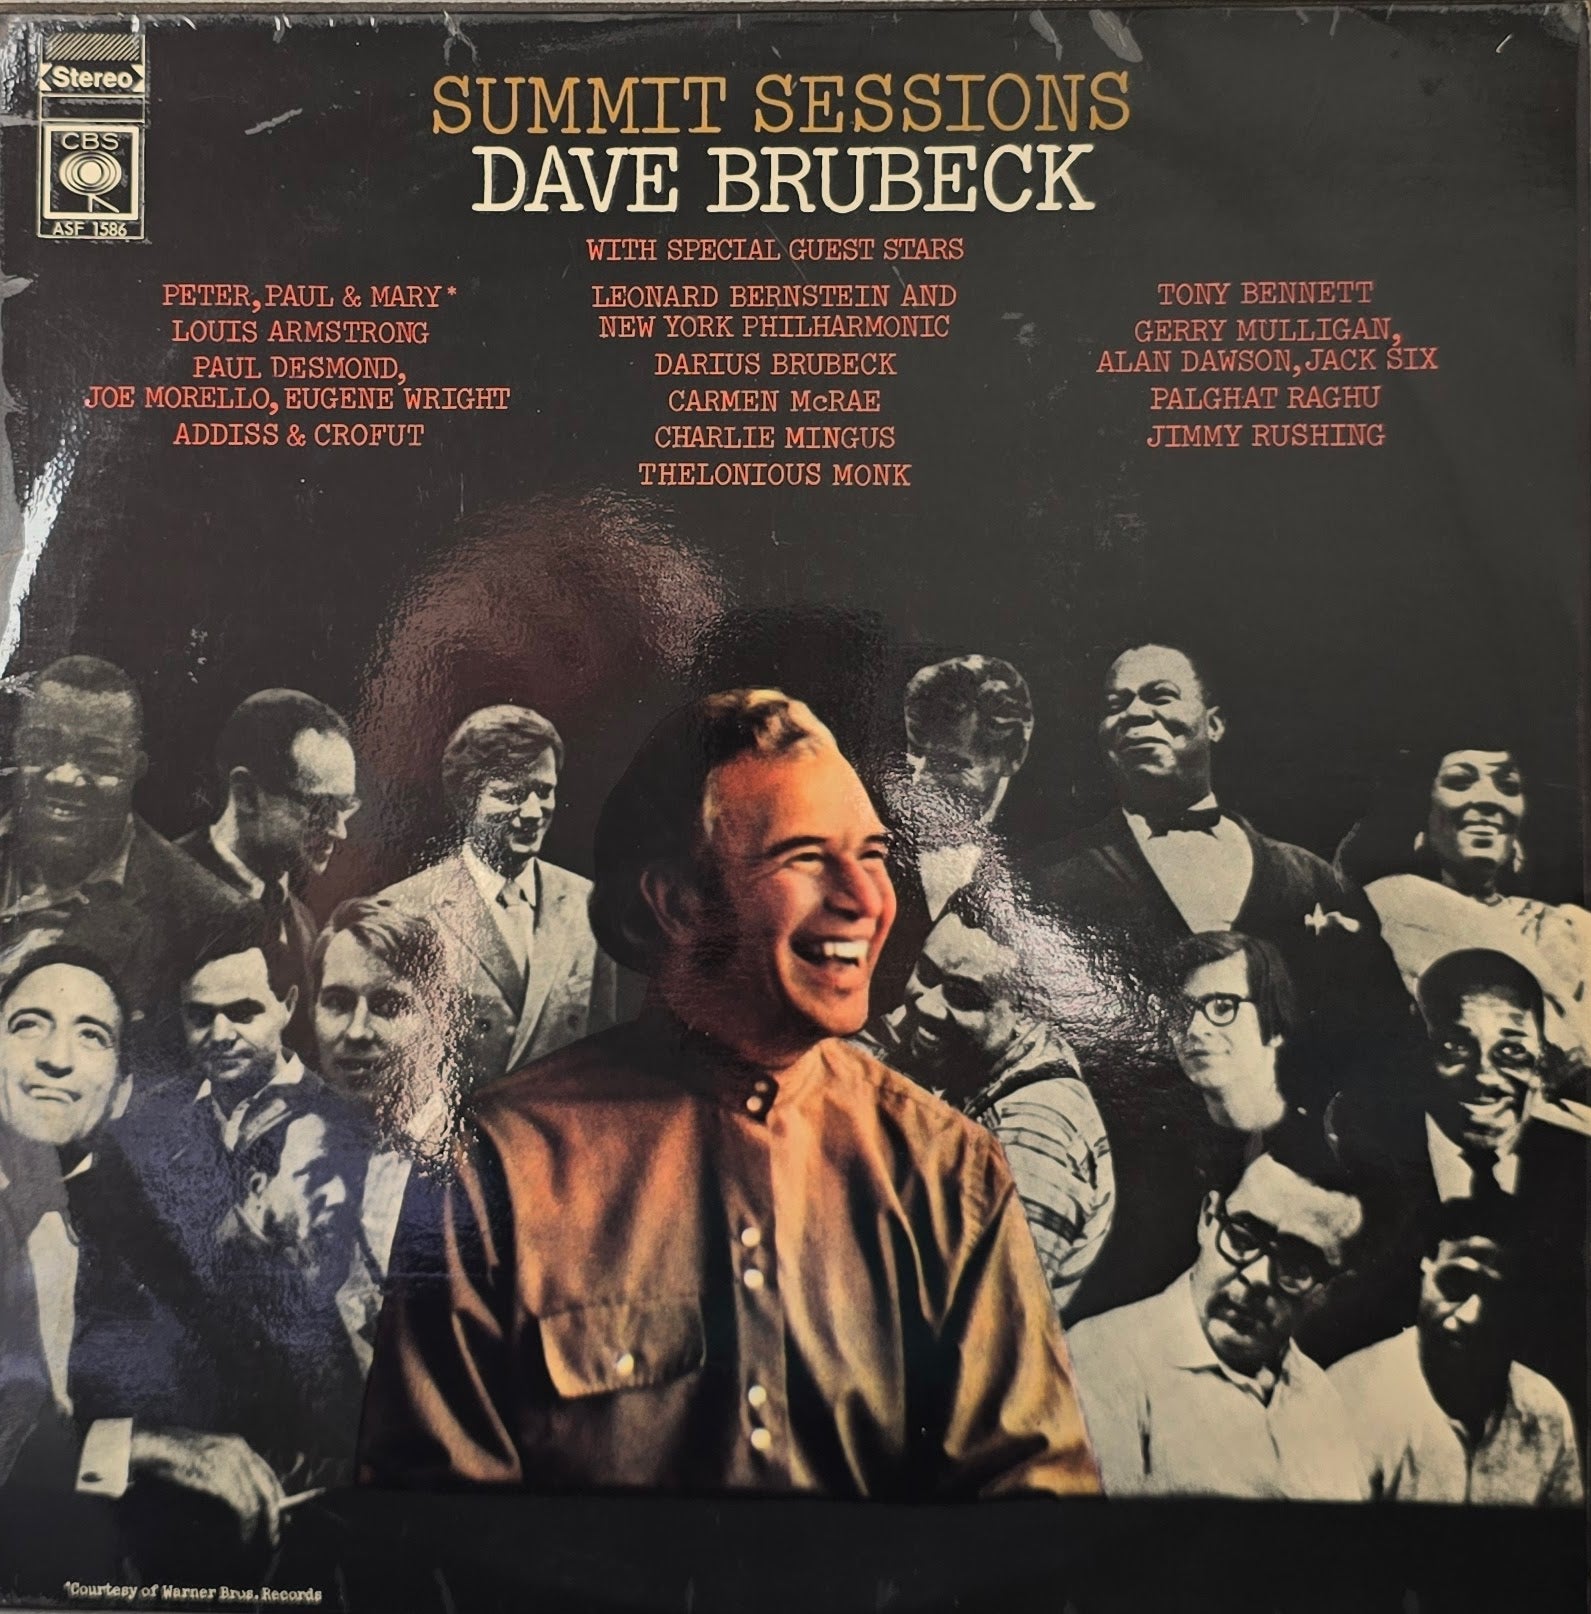 Stereo
CBS
ASF 1586
SUMMIT SESSIONS
DAVE BRUBECK
WITH SPECIAL GUEST STARS
PETER, PAUL & MARY*
LOUIS ARMSTRONG
PAUL DESMOND,
JOE MORELLO, EUGENE WRIGHT
ADDISS & CROFUT
LEONARD BERNSTEIN AND
NEW YORK PHILHARMONIC
DARIUS BRUBECK
CARMEN McRAE
CHARLIE MINGUS
THELONIOUS MONK
TONY BENNETT
GERRY MULLIGAN,
ALAN DAWSON, JACK SIX
PALGHAT RAGHU
JIMMY RUSHING
*Courtesy of Warner Bros. Records